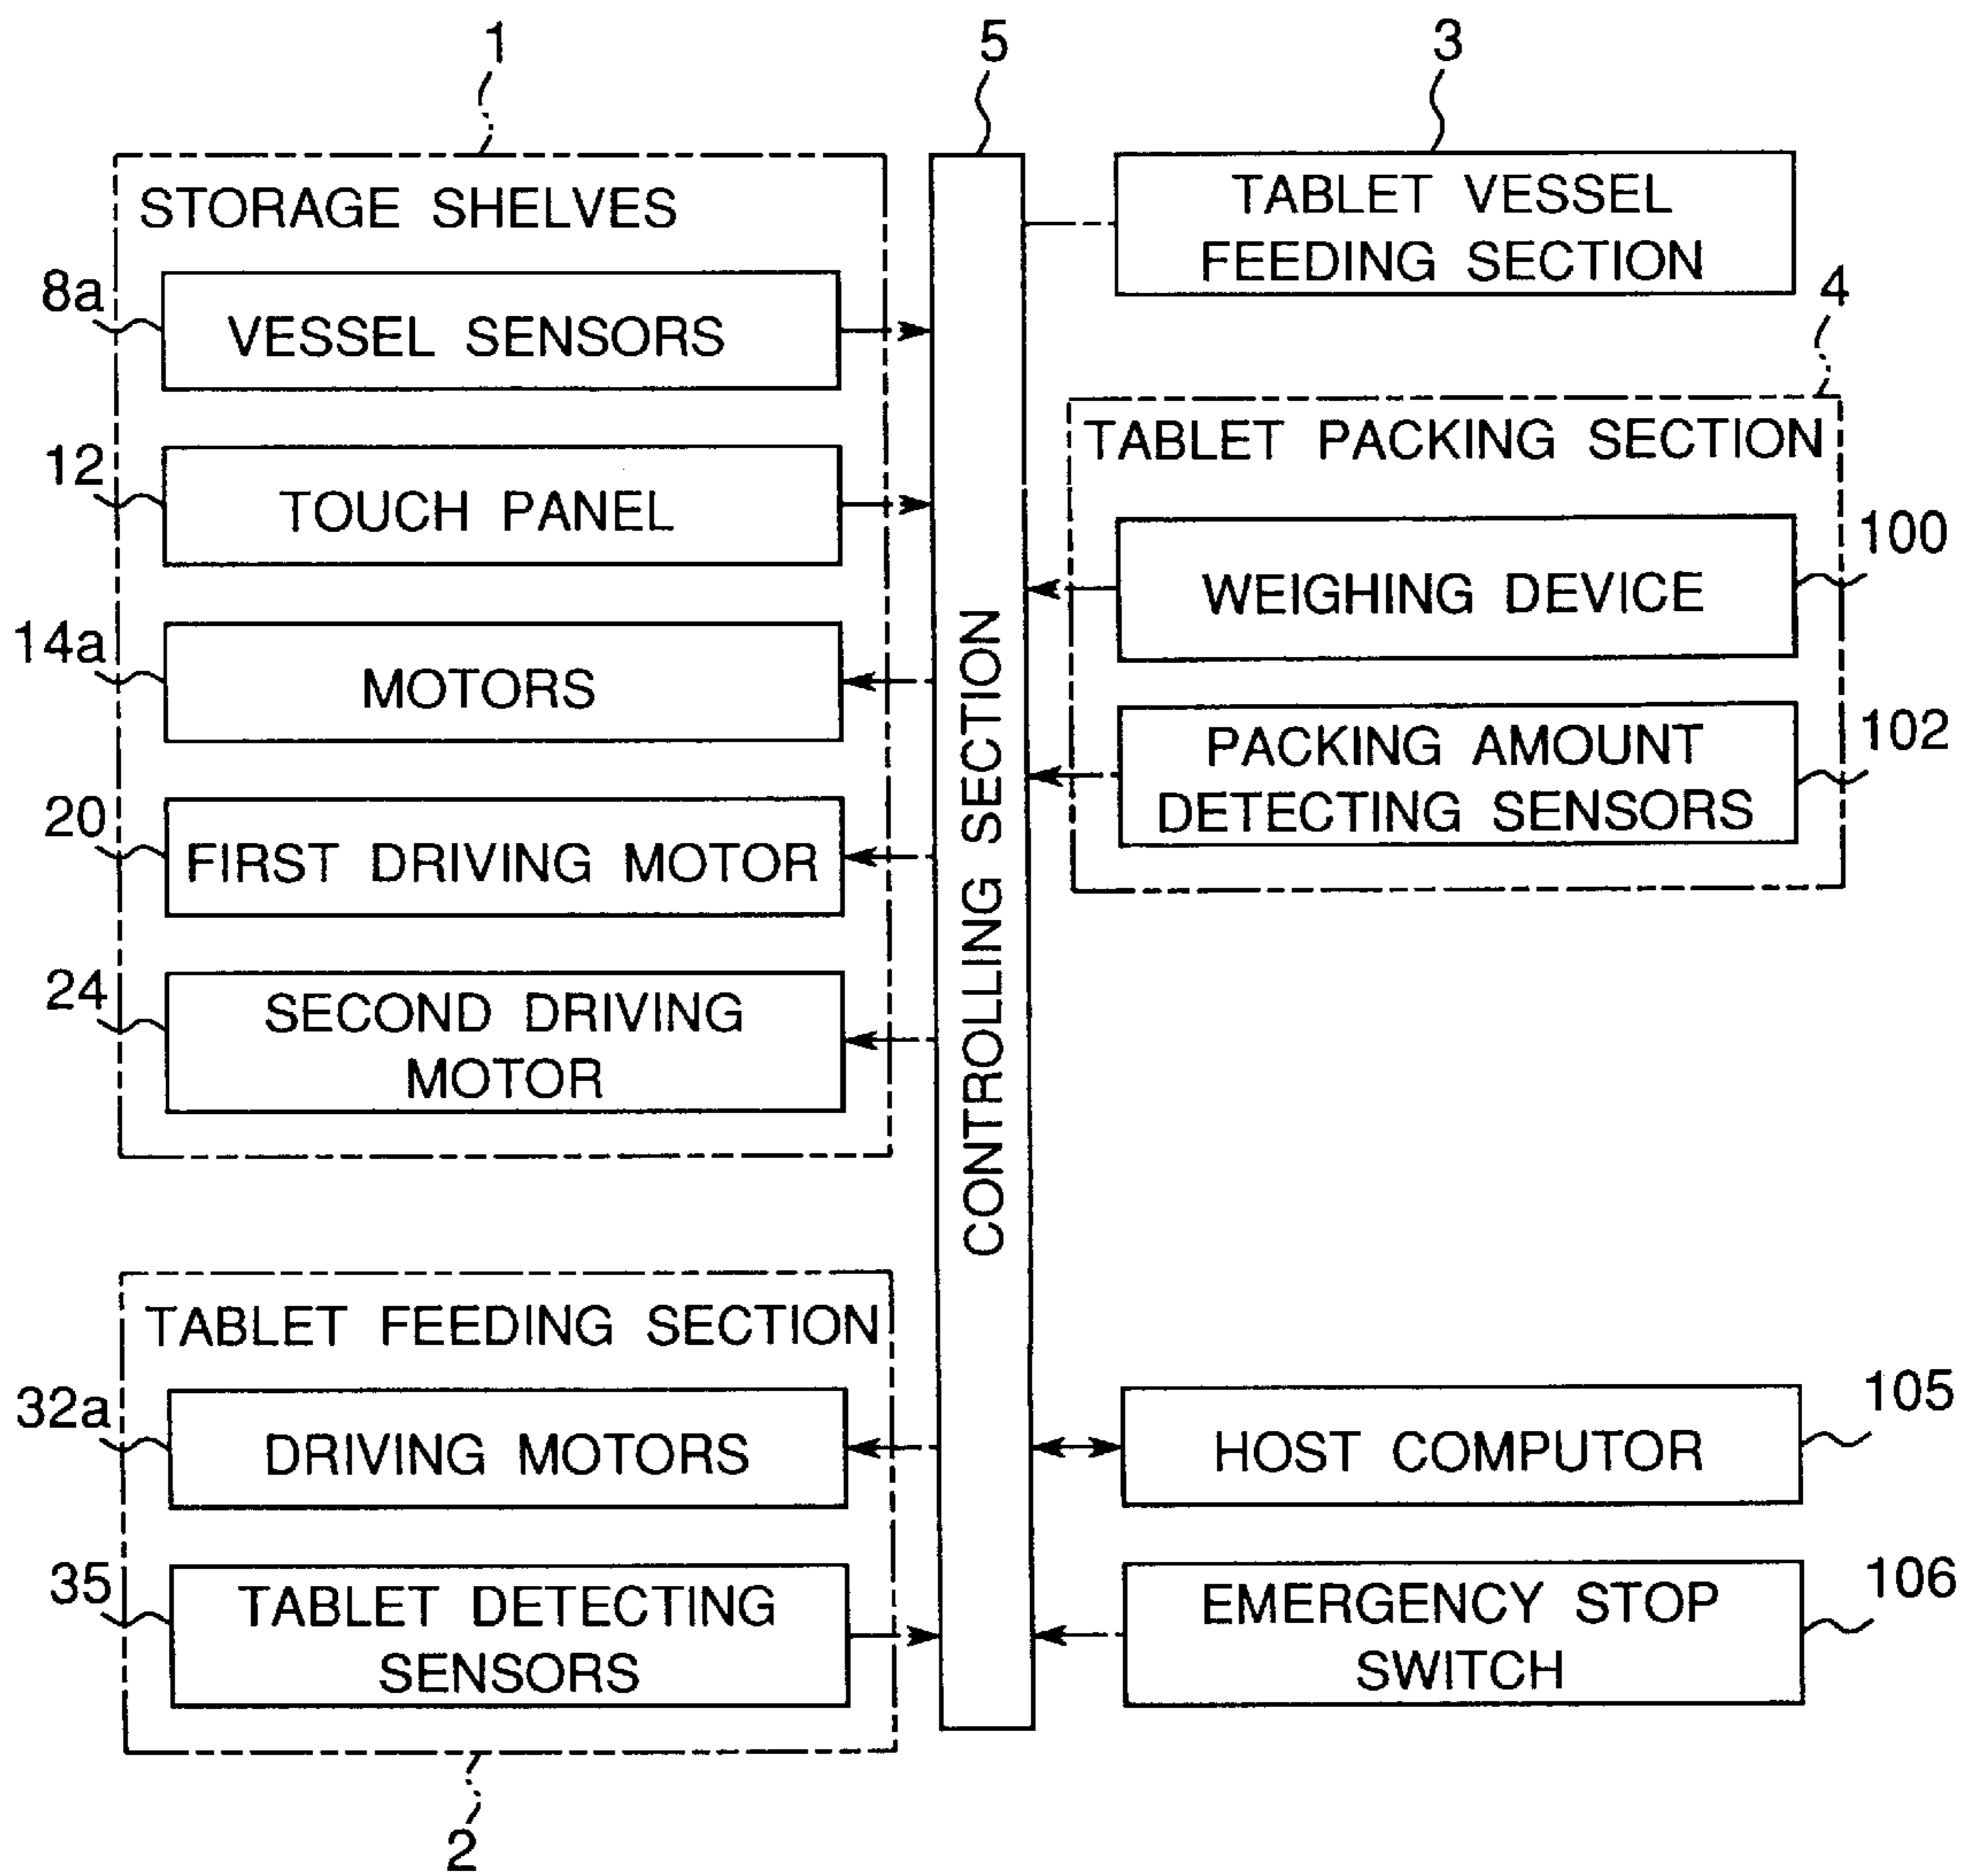 1
5
3
STORAGE SHELVES
8a
VESSEL SENSORS
12
TOUCH PANEL
14a
MOTORS
20
FIRST DRIVING MOTOR
24
SECOND DRIVING
MOTOR
TABLET FEEDING SECTION
32a
DRIVING MOTORS
35
TABLET DETECTING
SENSORS
2
CONTROLLING SECTION
TABLET VESSEL
FEEDING SECTION
4
TABLET PACKING SECTION
100
WEIGHING DEVICE
102
PACKING AMOUNT
DETECTING SENSORS
105
HOST COMPUTOR
106
EMERGENCY STOP
SWITCH